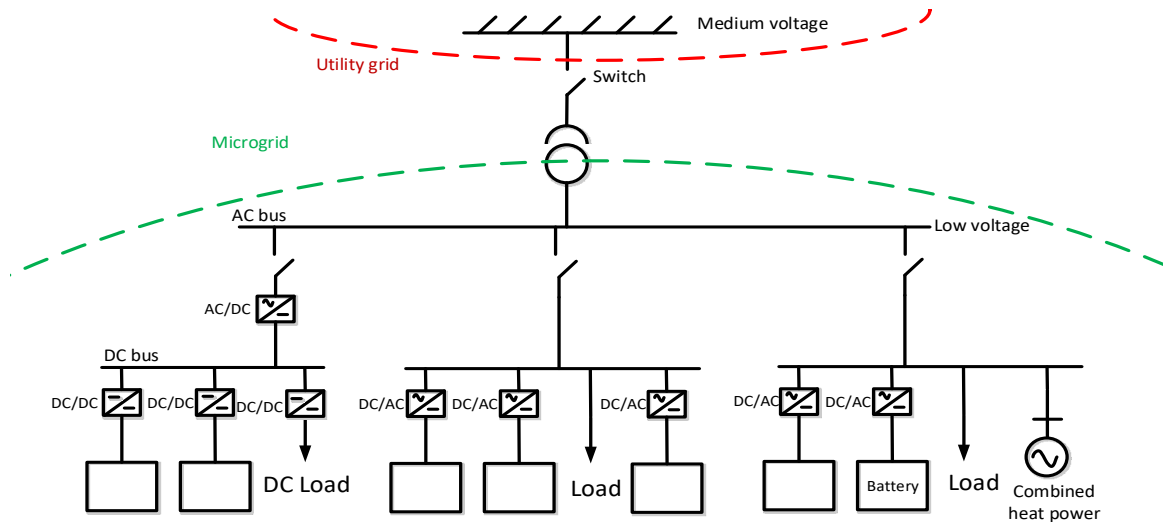 Medium voltage
Utility grid
Switch
Microgrid
AC bus
Low voltage
AC/DC
DC bus
DC/DC
DC/DC
DC/DC
DC/AC
DC/AC
DC/AC
DC/AC
DC/AC
DC Load
Load
Battery
Load
Combined
heat power